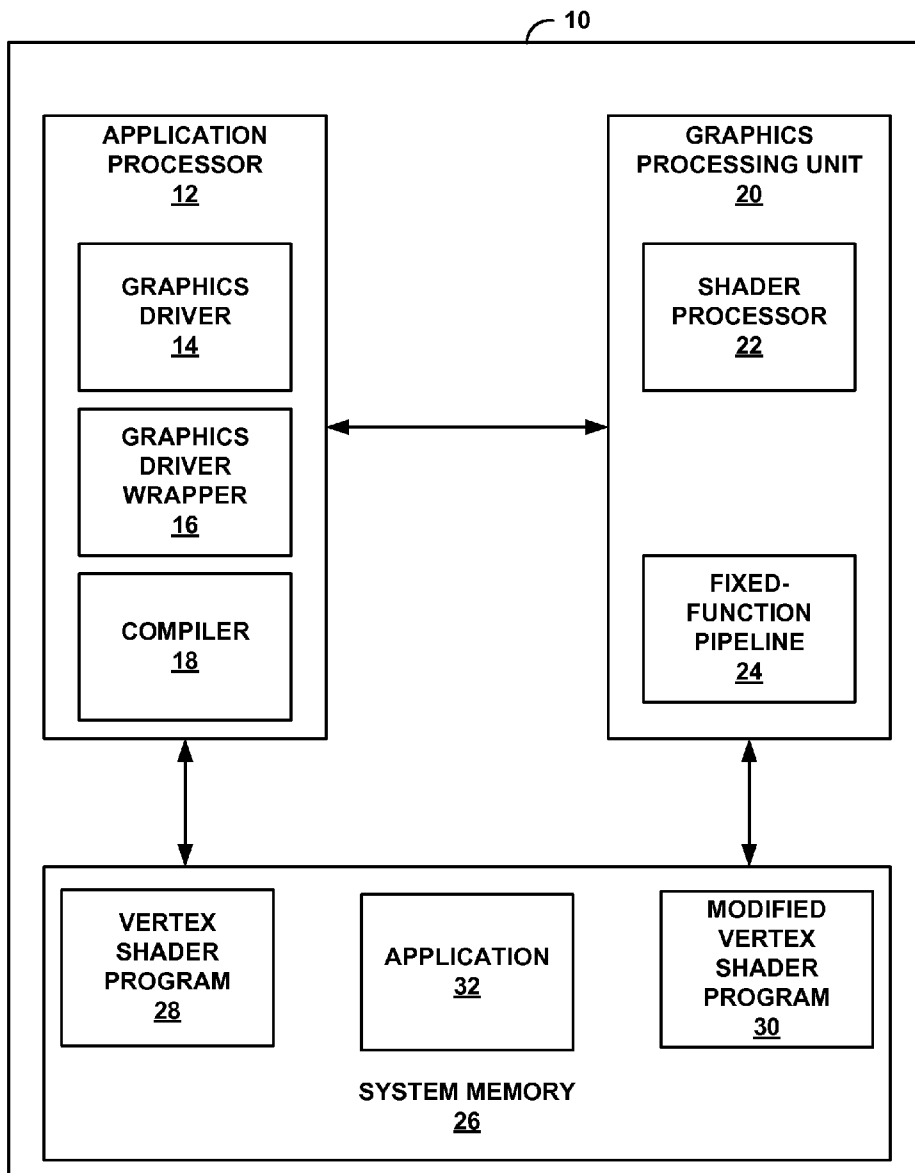 10
APPLICATION
PROCESSOR
12
GRAPHICS
DRIVER
14
GRAPHICS
DRIVER
WRAPPER
16
COMPILER
18
GRAPHICS
PROCESSING UNIT
20
SHADER
PROCESSOR
22
FIXED-
FUNCTION
PIPELINE
24
VERTEX
SHADER
PROGRAM
28
APPLICATION
32
MODIFIED
VERTEX
SHADER
PROGRAM
30
SYSTEM MEMORY
26